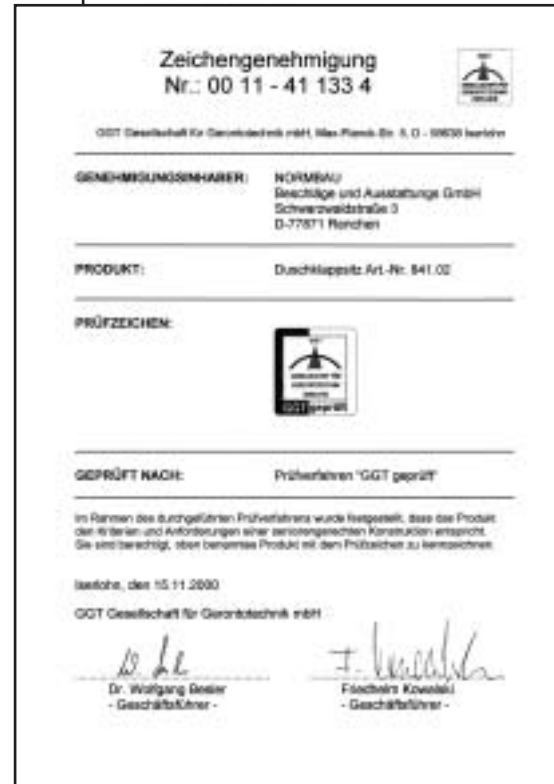 Zeichengenehmigung
Nr.: 00 11 - 41 133 4
GGT Gesellschaft für Gerontotechnik mbH, Max-Planck-Str. 5, D - 58638 Iserlohn
GENEHMIGUNGSINHABER: NORMBAU
Beschläge und Ausstattungs GmbH
Schwarzwaldstraße 3
D-77871 Renchen
PRODUKT: Duschklappsitz Art.-Nr. 841.02
PRÜFZEICHEN:
GGT geprüft
GEPRÜFT NACH: Prüfverfahren "GGT geprüft"
Im Rahmen des durchgeführten Prüfverfahrens wurde festgestellt, dass das Produkt
den Kriterien und Anforderungen einer seniorengerechten Konstruktion entspricht.
Sie sind berechtigt, oben benanntes Produkt mit dem Prüfzeichen zu kennzeichnen.
Iserlohn, den 15.11.2000
GGT Gesellschaft für Gerontotechnik mbH
Dr. Wolfgang Friedhelm Kowalski
- Geschäftsführer - - Geschäftsführer -